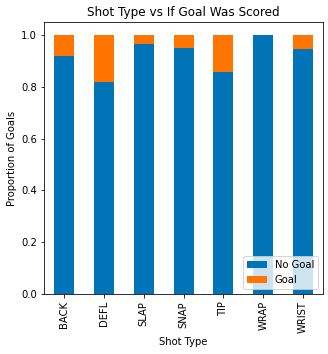 Shot Type vs If Goal Was Scored
Proportion of Goals
1.0
0.8
0.6
0.4
0.2
0.0
No Goal
Goal
BACK
DEFL
SLAP
SNAP
TIP
WRAP
WRIST
Shot Type